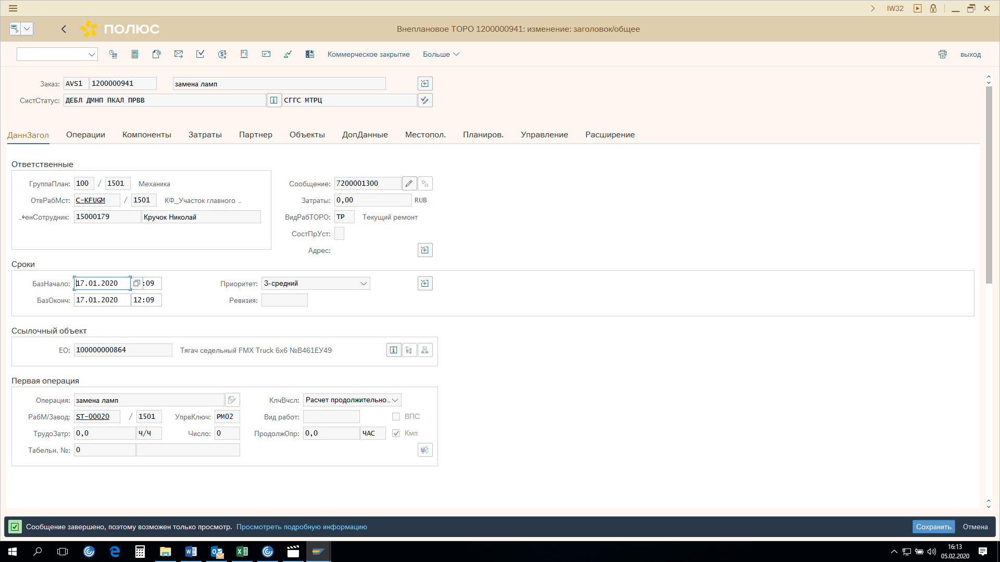 IW32
ПОЛЮС
Внеплановое ТОРО 1200000941: изменение: заголовок/общее
Коммерческое закрытие Больше выход
Заказ: AVS1 1200000941 замена ламп
СистСтатус: ДЕБЛ ДМНП ПКАЛ ПРВВ СГГС МТРЦ
ДаннЗагол Операции Компоненты Затраты Партнер Объекты ДопДанные Местопол. Планиров. Управление Расширение
Ответственные
ГруппаПлан: 100 / 1501 Механика Сообщение: 7200001300
ОтвРабМст: C-KFUGM / 1501 КФ_Участок главного … Затраты: 0,00 RUB
…енСотрудник: 15000179 Кручок Николай ВидРабТОРО: ТР Текущий ремонт
СостПрУст:
Адрес:
Сроки
БазНачало: 17.01.2020 :09 Приоритет: 3-средний
БазОконч: 17.01.2020 12:09 Ревизия:
Ссылочный объект
ЕО: 100000000864 Тягач седельный FMX Truck 6x6 №В461ЕУ49
Первая операция
Операция: замена ламп КлчВчсл: Расчет продолжительно…
РабМ/Завод: ST-00020 / 1501 УпрвКлюч: PM02 Вид работ: ВПС
ТрудоЗатр: 0,0 Ч/Ч Число: 0 ПродолжОпр: 0,0 ЧАС Кмп
Табельн. №: 0
Сообщение завершено, поэтому возможен только просмотр. Просмотреть подробную информацию Сохранить Отмена
16:13
05.02.2020